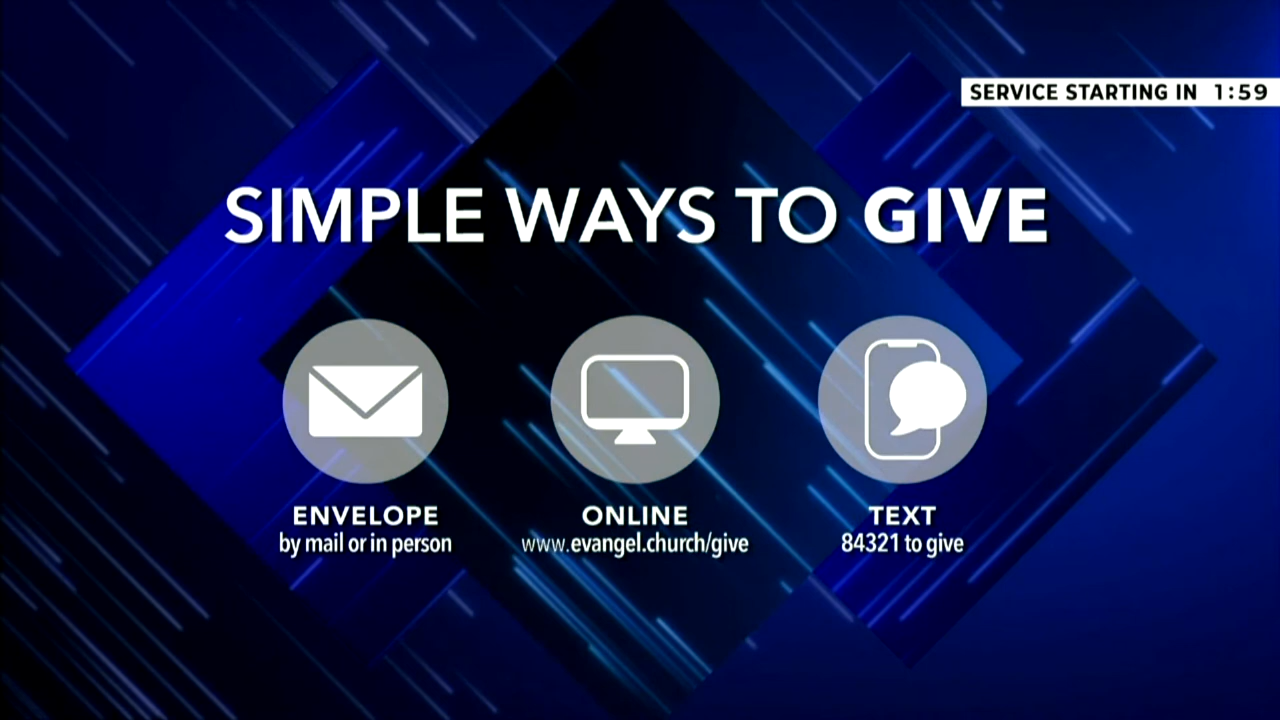 SERVICE STARTING IN 1:59
SIMPLE WAYS TO GIVE
ENVELOPE
by mail or in person
ONLINE
www.evangel.church/give
TEXT
84321 to give